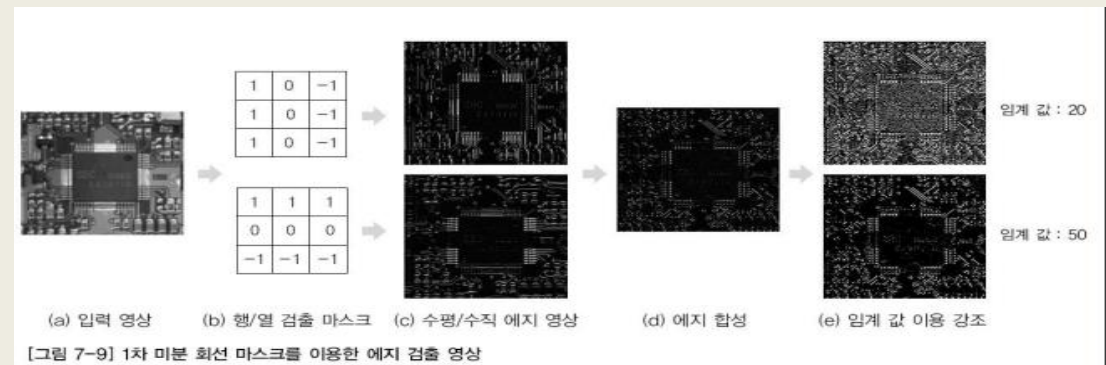 1 0 -1
1 0 -1
1 0 -1
1 1 1
0 0 0
-1 -1 -1
임계 값 : 20
임계 값 : 50
(a) 입력 영상
(b) 행/열 검출 마스크
(c) 수평/수직 에지 영상
(d) 에지 합성
(e) 임계 값 이용 강조
[그림 7-9] 1차 미분 회선 마스크를 이용한 에지 검출 영상